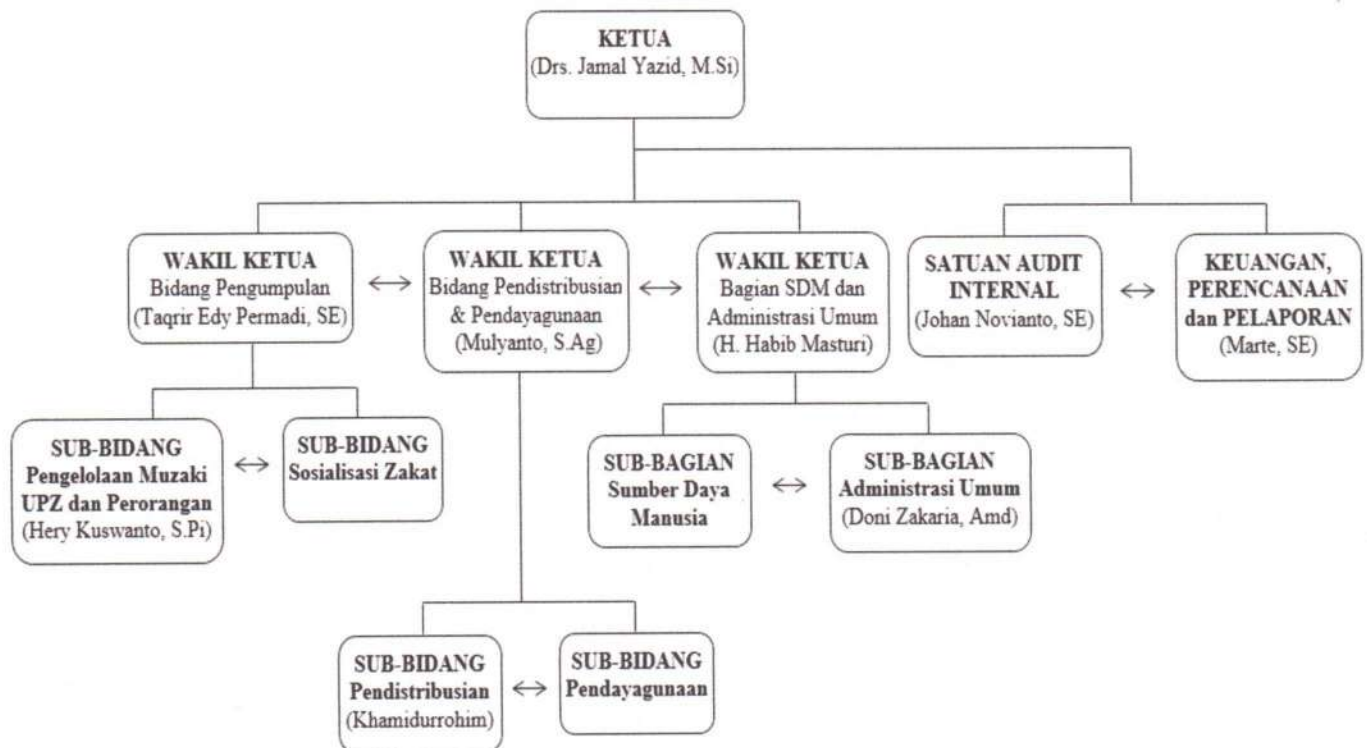 KETUA
(Drs. Jamal Yazid, M.Si)
WAKIL KETUA
Bidang Pengumpulan
(Taqrir Edy Permadi, SE)
WAKIL KETUA
Bidang Pendistribusian
& Pendayagunaan
(Mulyanto, S.Ag)
WAKIL KETUA
Bagian SDM dan
Administrasi Umum
(H. Habib Masturi)
SATUAN AUDIT
INTERNAL
(Johan Novianto, SE)
KEUANGAN,
PERENCANAAN
dan PELAPORAN
(Marte, SE)
SUB-BIDANG
Pengelolaan Muzaki
UPZ dan Perorangan
(Hery Kuswanto, S.Pi)
SUB-BIDANG
Sosialisasi Zakat
SUB-BAGIAN
Sumber Daya
Manusia
SUB-BAGIAN
Administrasi Umum
(Doni Zakaria, Amd)
SUB-BIDANG
Pendistribusian
(Khamidurrohim)
SUB-BIDANG
Pendayagunaan